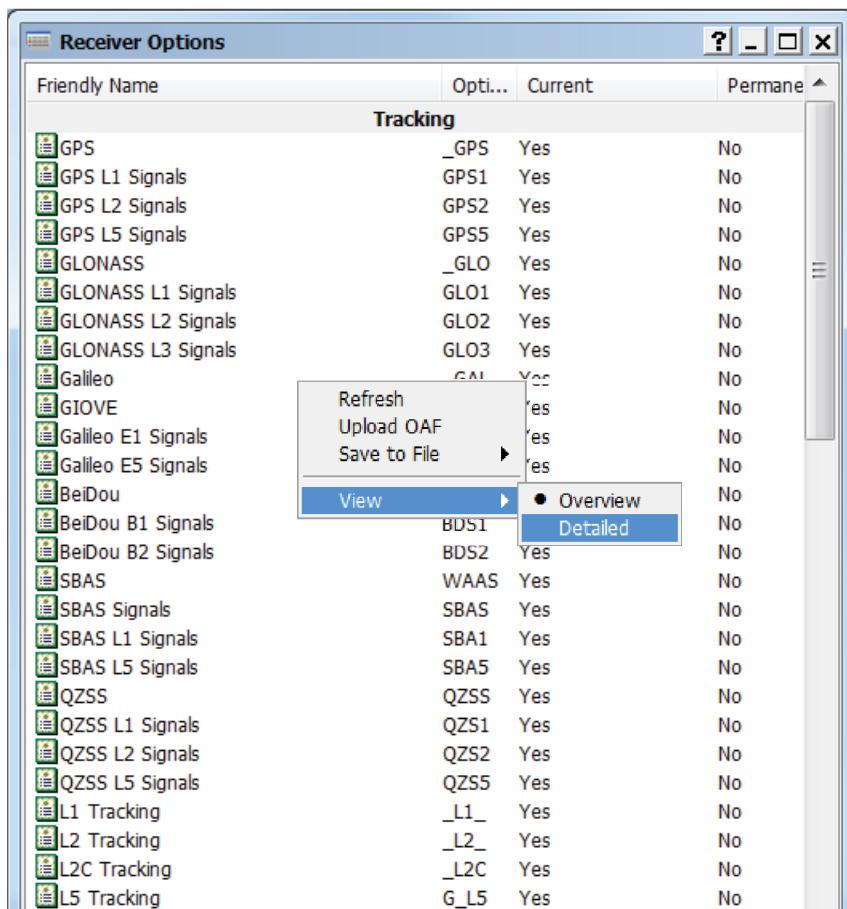 Receiver Options
Friendly Name Opti... Current Permane
Tracking
GPS _GPS Yes No
GPS L1 Signals GPS1 Yes No
GPS L2 Signals GPS2 Yes No
GPS L5 Signals GPS5 Yes No
GLONASS _GLO Yes No
GLONASS L1 Signals GLO1 Yes No
GLONASS L2 Signals GLO2 Yes No
GLONASS L3 Signals GLO3 Yes No
Galileo _GAL Yes No
GIOVE es No
Galileo E1 Signals es No
Galileo E5 Signals es No
BeiDou No
BeiDou B1 Signals BDS1 No
BeiDou B2 Signals BDS2 Yes No
SBAS WAAS Yes No
SBAS Signals SBAS Yes No
SBAS L1 Signals SBA1 Yes No
SBAS L5 Signals SBA5 Yes No
QZSS QZSS Yes No
QZSS L1 Signals QZS1 Yes No
QZSS L2 Signals QZS2 Yes No
QZSS L5 Signals QZS5 Yes No
L1 Tracking _L1_ Yes No
L2 Tracking _L2_ Yes No
L2C Tracking _L2C Yes No
L5 Tracking G_L5 Yes No
Refresh
Upload OAF
Save to File
View
Overview
Detailed